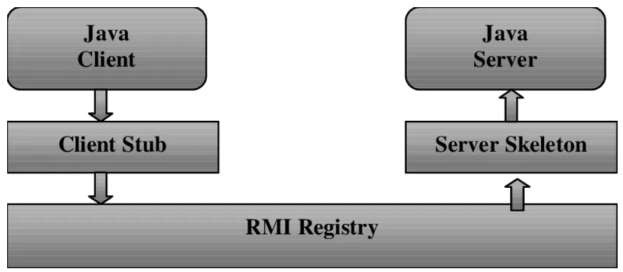 Java
Client
Java
Server
Client Stub
Server Skeleton
RMI Registry